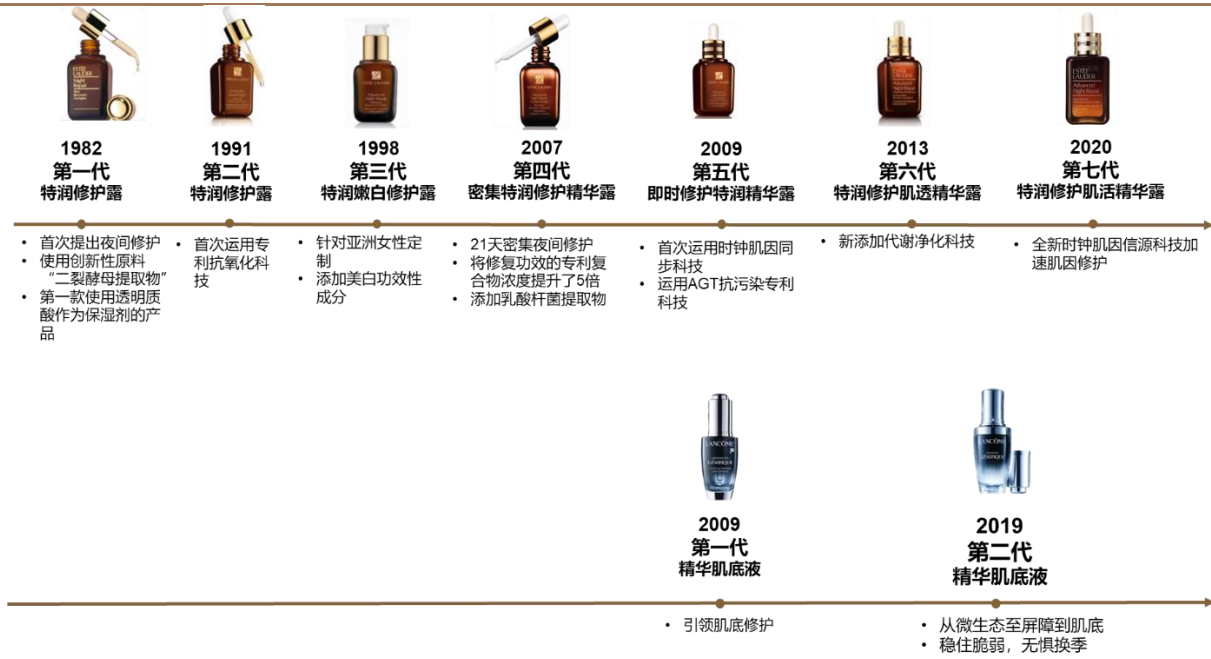 ESTEE
LAUDER
Night
Repair
ESTEE
LAUDER
Advanced
Night Repair
1982
第一代
特润修护露
1991
第二代
特润修护露
1998
第三代
特润嫩白修护露
2007
第四代
密集特润修护精华露
2009
第五代
即时修护特润精华露
2013
第六代
特润修护肌透精华露
2020
第七代
特润修护肌活精华露
• 首次提出夜间修护
• 使用创新性原料
“二裂酵母提取物”
• 第一款使用透明质
酸作为保湿剂的产
品
• 首次运用专
利抗氧化科
技
• 针对亚洲女性定
制
• 添加美白功效性
成分
• 21天密集夜间修护
• 将修复功效的专利复
合物浓度提升了5倍
• 添加乳酸杆菌提取物
• 首次运用时钟肌因同
步科技
• 运用AGT抗污染专利
科技
• 新添加代谢净化科技
• 全新时钟肌因信源科技加
速肌因修护
LANCÔME
GÉNIFIQUE
GÉNIFIQUE
2009
第一代
精华肌底液
2019
第二代
精华肌底液
• 引领肌底修护
• 从微生态至屏障到肌底
• 稳住脆弱，无惧换季